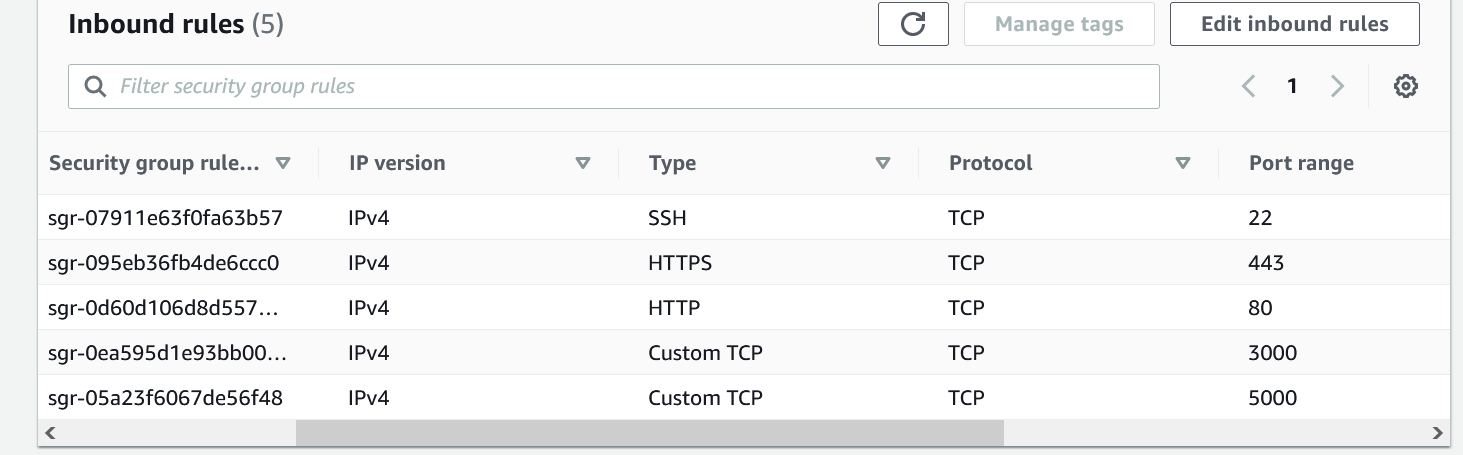 Inbound rules (5)
Manage tags
Edit inbound rules
Filter security group rules
1
Security group rule... IP version Type Protocol Port range
sgr-07911e63f0fa63b57 IPv4 SSH TCP 22
sgr-095eb36fb4de6ccc0 IPv4 HTTPS TCP 443
sgr-0d60d106d8d557... IPv4 HTTP TCP 80
sgr-0ea595d1e93bb00... IPv4 Custom TCP TCP 3000
sgr-05a23f6067de56f48 IPv4 Custom TCP TCP 5000